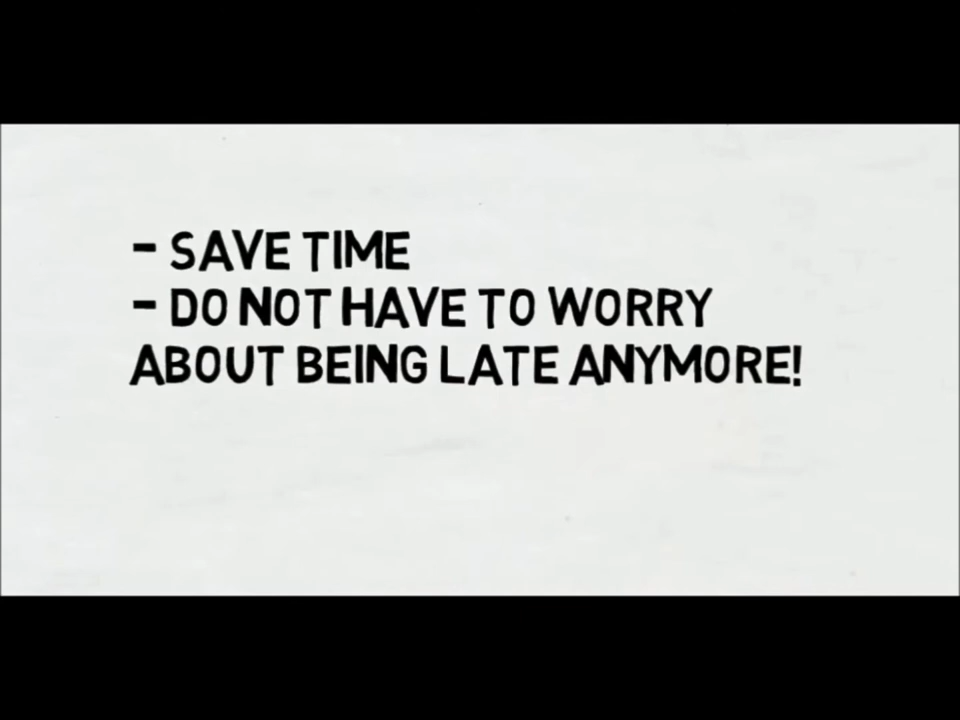 - SAVE TIME
- DO NOT HAVE TO WORRY
ABOUT BEING LATE ANYMORE!